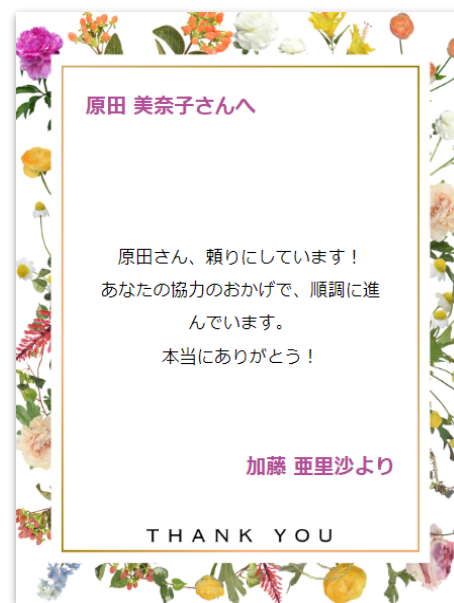 原田 美奈子さんへ
原田さん、頼りにしています！
あなたの協力のおかげで、順調に進
んでいます。
本当にありがとう！
加藤 亜里沙より
THANK YOU